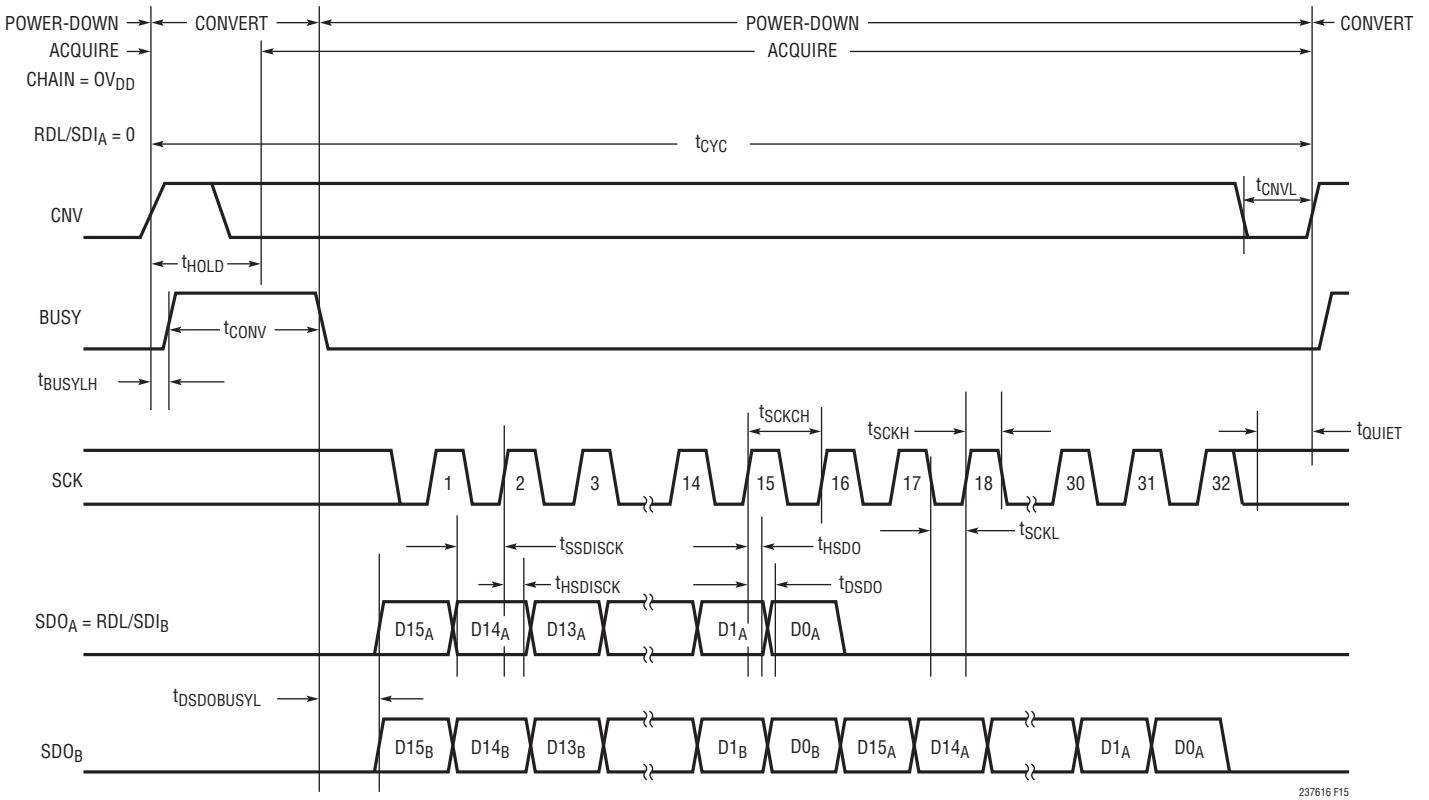 POWER-DOWN CONVERT POWER-DOWN CONVERT
ACQUIRE ACQUIRE
CHAIN = OVDD
RDL/SDIA = 0
tCYC
CNV tCNVL
tHOLD
BUSY tCONV
tBUSYLH
tSCKCH tSCKH tQUIET
SCK 1 2 3 14 15 16 17 18 30 31 32
tSSDISCK tHSDO tSCKL
tHSDISCK tDSDO
SDOA = RDL/SDIB D15A D14A D13A D1A D0A
tDSDOBUSYL
SDOB D15B D14B D13B D1B D0B D15A D14A D1A D0A
237616 F15